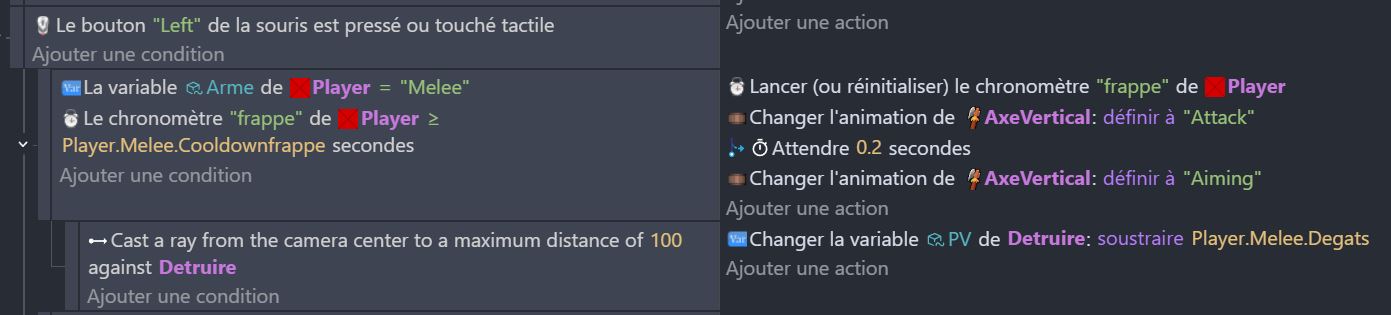 Le bouton "Left" de la souris est pressé ou touché tactile
Ajouter une condition
Ajouter une action
La variable Arme de Player = "Melee"
Le chronomètre "frappe" de Player ≥
Player.Melee.Cooldownfrappe secondes
Ajouter une condition
Lancer (ou réinitialiser) le chronomètre "frappe" de Player
Changer l'animation de AxeVertical: définir à "Attack"
Attendre 0.2 secondes
Changer l'animation de AxeVertical: définir à "Aiming"
Ajouter une action
Cast a ray from the camera center to a maximum distance of 100
against Detruire
Ajouter une condition
Changer la variable PV de Detruire: soustraire Player.Melee.Degats
Ajouter une action